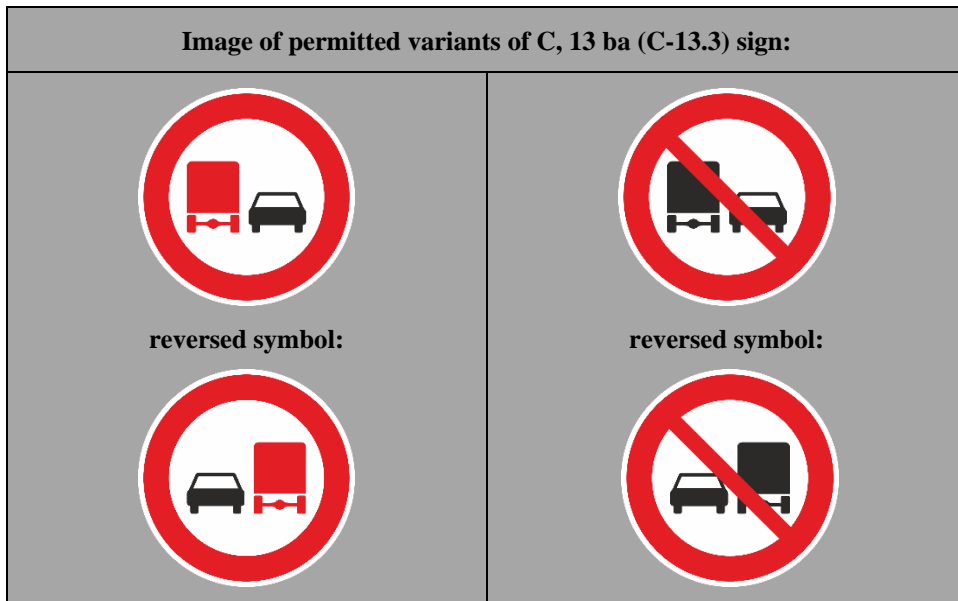 Image of permitted variants of C, 13 ba (C-13.3) sign:
reversed symbol:
reversed symbol: